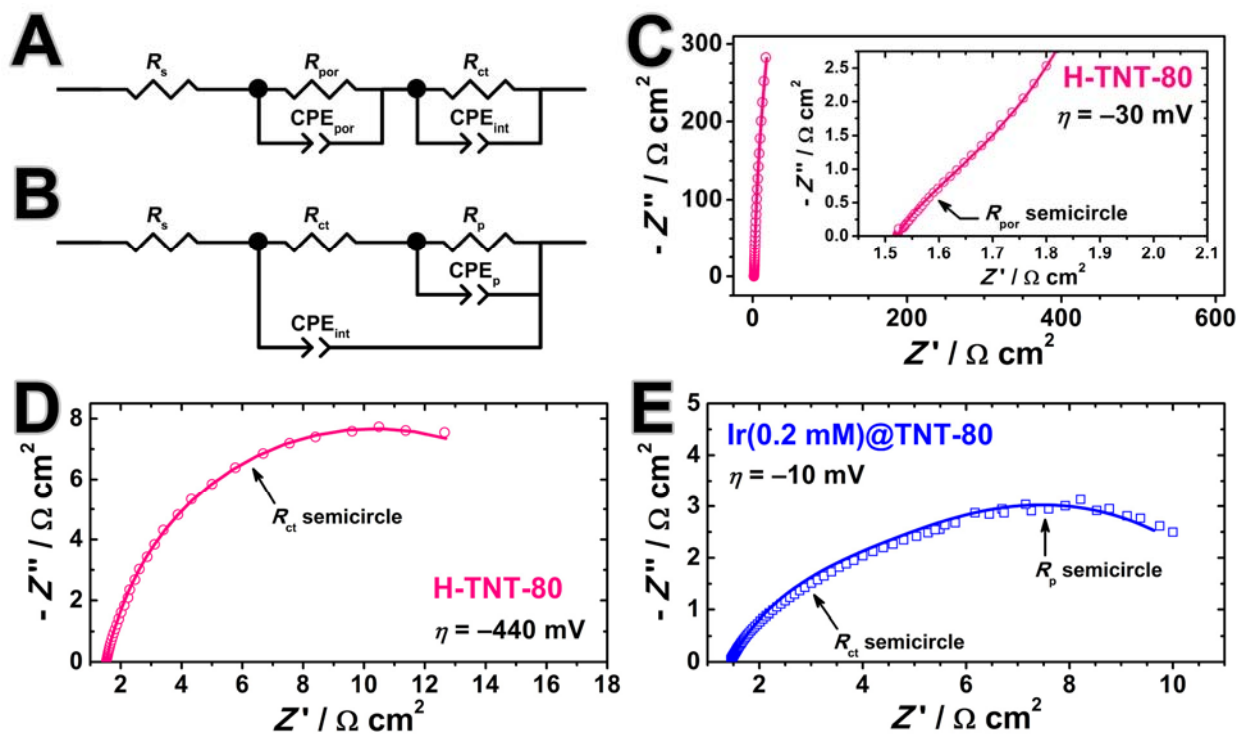 A
Rs
Rpor
Rct
CPEpor
CPEint
B
Rs
Rct
Rp
CPEp
CPEint
C
300
200
100
0
- Z'' / Ω cm²
0
200
400
600
Z' / Ω cm²
H-TNT-80
η = –30 mV
2.5
2.0
1.5
1.0
0.5
0.0
- Z'' / Ω cm²
Rpor semicircle
1.5
1.6
1.7
1.8
1.9
2.0
2.1
Z' / Ω cm²
D
8
6
4
2
0
- Z'' / Ω cm²
Rct semicircle
H-TNT-80
η = –440 mV
2
4
6
8
10
12
14
16
18
Z' / Ω cm²
E
5
4
3
2
1
0
- Z'' / Ω cm²
Ir(0.2 mM)@TNT-80
η = –10 mV
Rp semicircle
Rct semicircle
2
4
6
8
10
Z' / Ω cm²